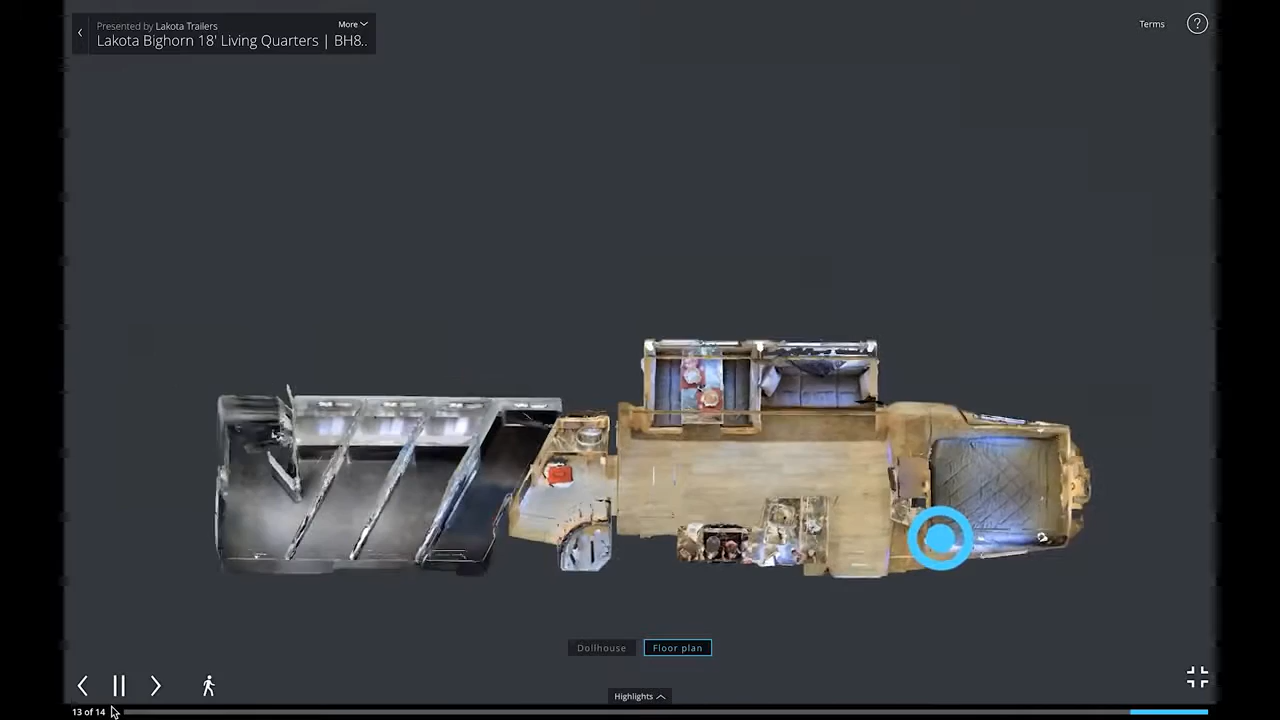 Presented by Lakota Trailers
More
Lakota Bighorn 18' Living Quarters | BH8..
Terms
?
Dollhouse
Floor plan
Highlights
13 of 14